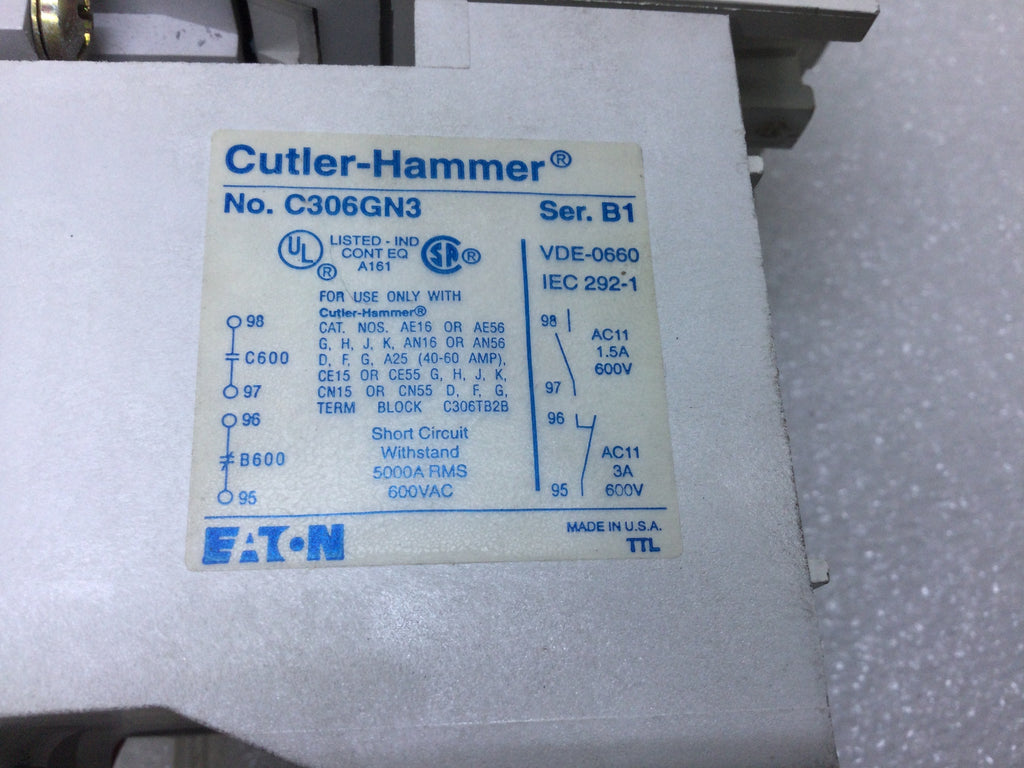 Cutler-Hammer®
No. C306GN3 Ser. B1
UL ® LISTED - IND
CONT EQ
A161
SA ®
VDE-0660
IEC 292-1
FOR USE ONLY WITH
Cutler-Hammer®
CAT. NOS. AE16 OR AE56
G, H, J, K, AN16 OR AN56
D, F, G, A25 (40-60 AMP),
CE15 OR CE55 G, H, J, K,
CN15 OR CN55 D, F, G,
TERM BLOCK C306TB2B
Short Circuit
Withstand
5000A RMS
600VAC
98
C600
97
96
B600
95
98
AC11
1.5A
600V
97
96
AC11
3A
600V
95
EATON
MADE IN U.S.A.
TTL